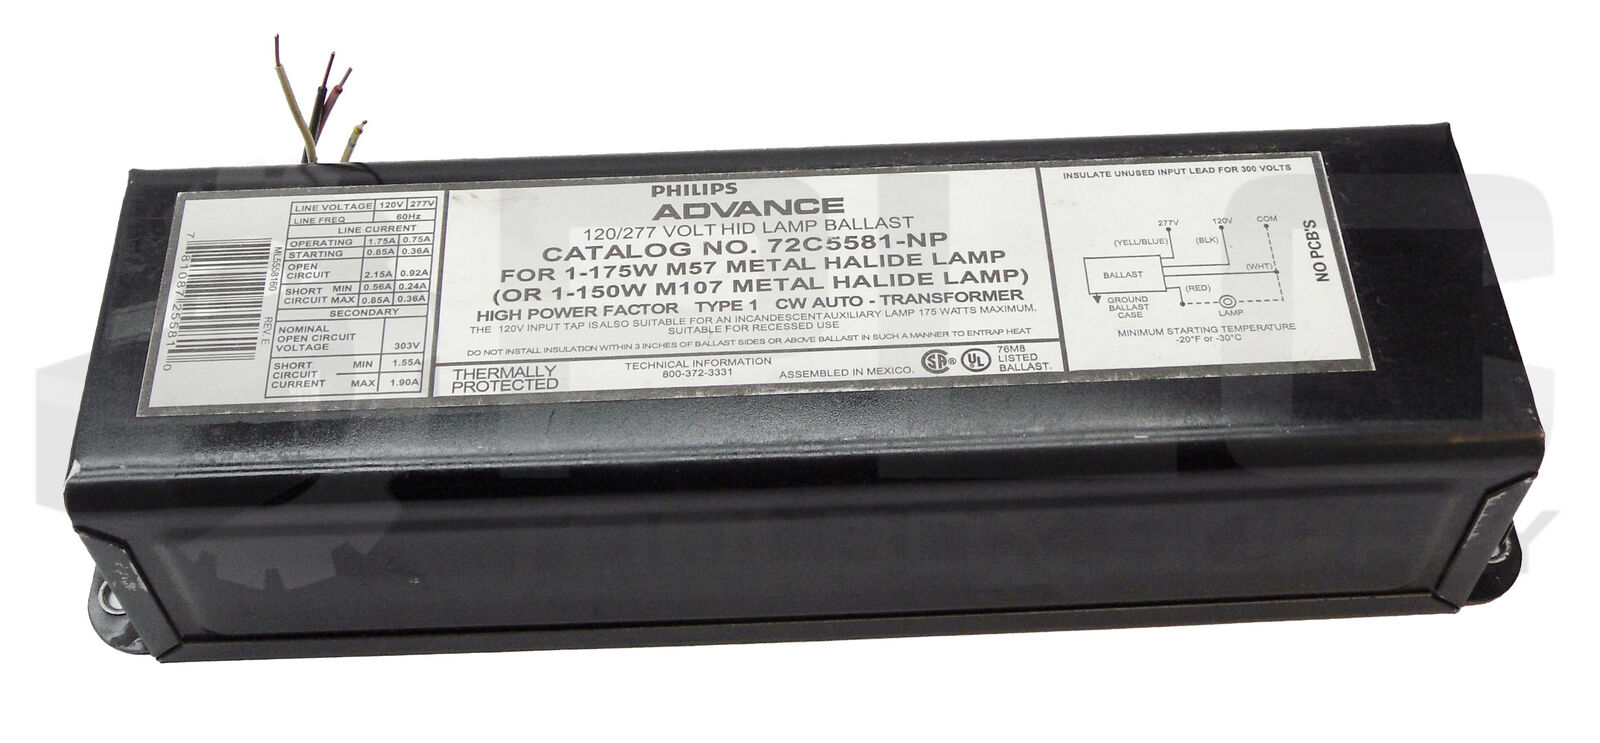 LINE VOLTAGE 120V 277V
LINE FREQ 60Hz
LINE CURRENT
OPERATING 1.75A 0.75A
STARTING 0.85A 0.36A
OPEN CIRCUIT 2.15A 0.92A
SHORT CIRCUIT MIN 0.56A 0.24A
MAX 0.85A 0.36A
SECONDARY
NOMINAL
OPEN CIRCUIT
VOLTAGE 303V
SHORT CIRCUIT CURRENT MIN 1.55A
MAX 1.90A
7 81087 25581 0
ML5558160 REV.E
PHILIPS
ADVANCE
120/277 VOLT HID LAMP BALLAST
CATALOG NO. 72C5581-NP
FOR 1-175W M57 METAL HALIDE LAMP
(OR 1-150W M107 METAL HALIDE LAMP)
HIGH POWER FACTOR TYPE 1 CW AUTO - TRANSFORMER
THE 120V INPUT TAP IS ALSO SUITABLE FOR AN INCANDESCENT AUXILIARY LAMP 175 WATTS MAXIMUM.
SUITABLE FOR RECESSED USE
DO NOT INSTALL INSULATION WITHIN 3 INCHES OF BALLAST SIDES OR ABOVE BALLAST IN SUCH A MANNER TO ENTRAP HEAT
THERMALLY
PROTECTED
TECHNICAL INFORMATION
800-372-3331
ASSEMBLED IN MEXICO.
SA ®
UL ®
76M8
LISTED
BALLAST.
INSULATE UNUSED INPUT LEAD FOR 300 VOLTS
277V 120V COM
(YELL/BLUE) (BLK)
BALLAST
(WHT)
(RED)
GROUND
BALLAST
CASE
LAMP
MINIMUM STARTING TEMPERATURE
-20°F or -30°C
NO PCB'S